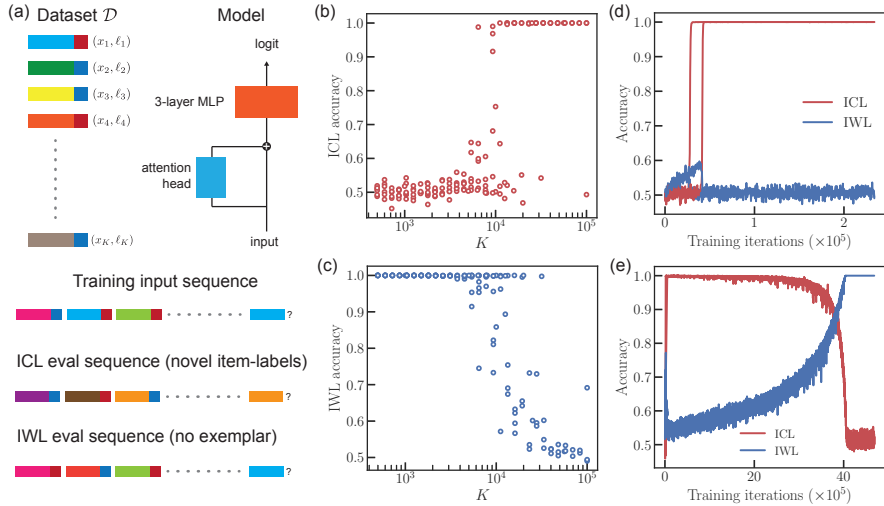 (a)
Dataset 𝒟
(x₁, ℓ₁)
(x₂, ℓ₂)
(x₃, ℓ₃)
(x₄, ℓ₄)
(x_K, ℓ_K)
Model
logit
3-layer MLP
attention
head
input
Training input sequence
?
ICL eval sequence (novel item-labels)
?
IWL eval sequence (no exemplar)
?
(b)
ICL accuracy
1.0
0.9
0.8
0.7
0.6
0.5
10³
10⁴
10⁵
K
(c)
IWL accuracy
1.0
0.9
0.8
0.7
0.6
0.5
10³
10⁴
10⁵
K
(d)
Accuracy
1.0
0.9
0.8
0.7
0.6
0.5
ICL
IWL
0
1
2
Training iterations (×10⁵)
(e)
Accuracy
1.0
0.9
0.8
0.7
0.6
0.5
ICL
IWL
0
20
40
Training iterations (×10⁵)